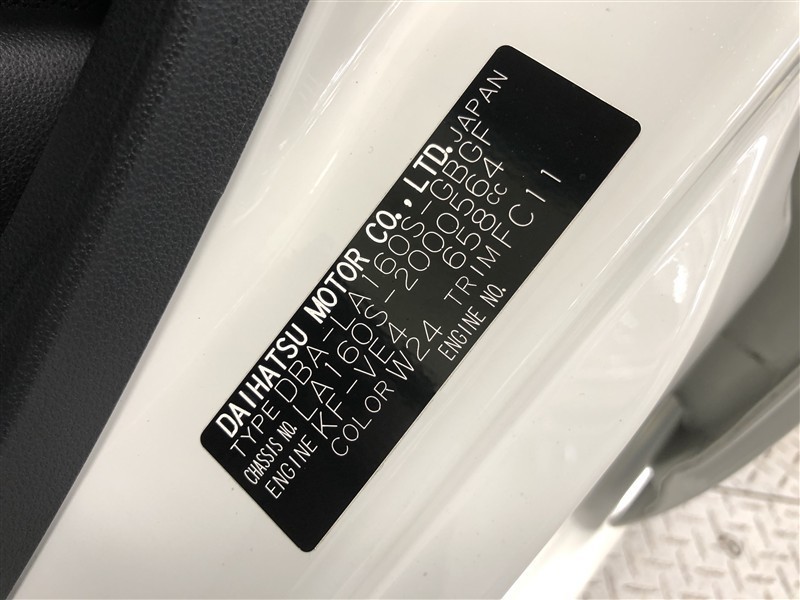 DAIHATSU MOTOR CO., LTD. JAPAN
TYPE DBA-LA160S-GBGF
CHASSIS NO. LA160S-2000564
ENGINE KF-VE4 658cc
COLOR W24 TRIM FC11
ENGINE NO.